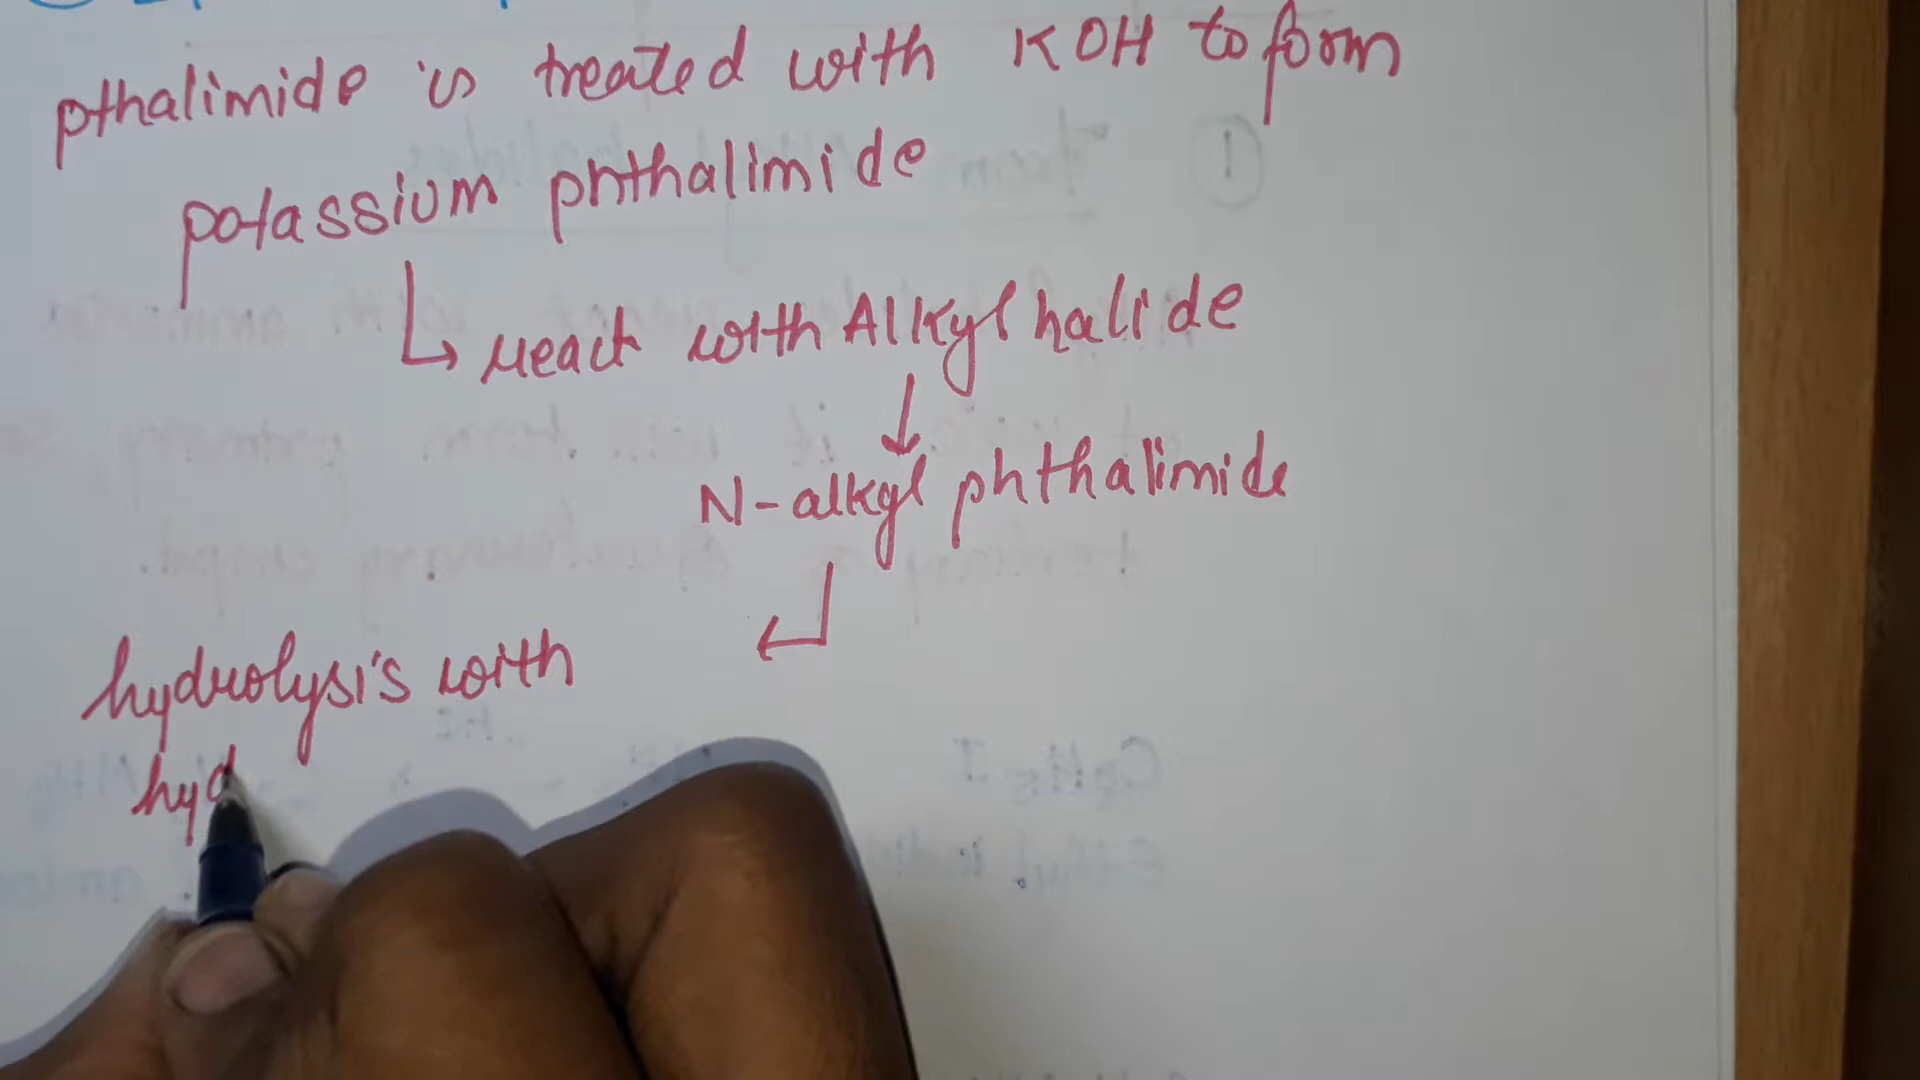 pthalimide is treated with KOH to form
potassium phthalimide
react with Alkyl halide
N-alkyl phthalimide
hydrolysis with
hyd